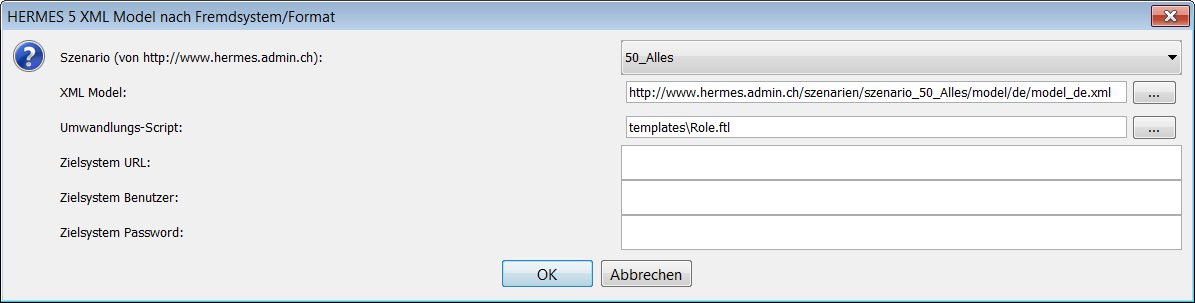 HERMES 5 XML Model nach Fremdsystem/Format
Szenario (von http://www.hermes.admin.ch): 50_Alles
XML Model: http://www.hermes.admin.ch/szenarien/szenario_50_Alles/model/de/model_de.xml ...
Umwandlungs-Script: templates\Role.ftl ...
Zielsystem URL:
Zielsystem Benutzer:
Zielsystem Password:
OK Abbrechen